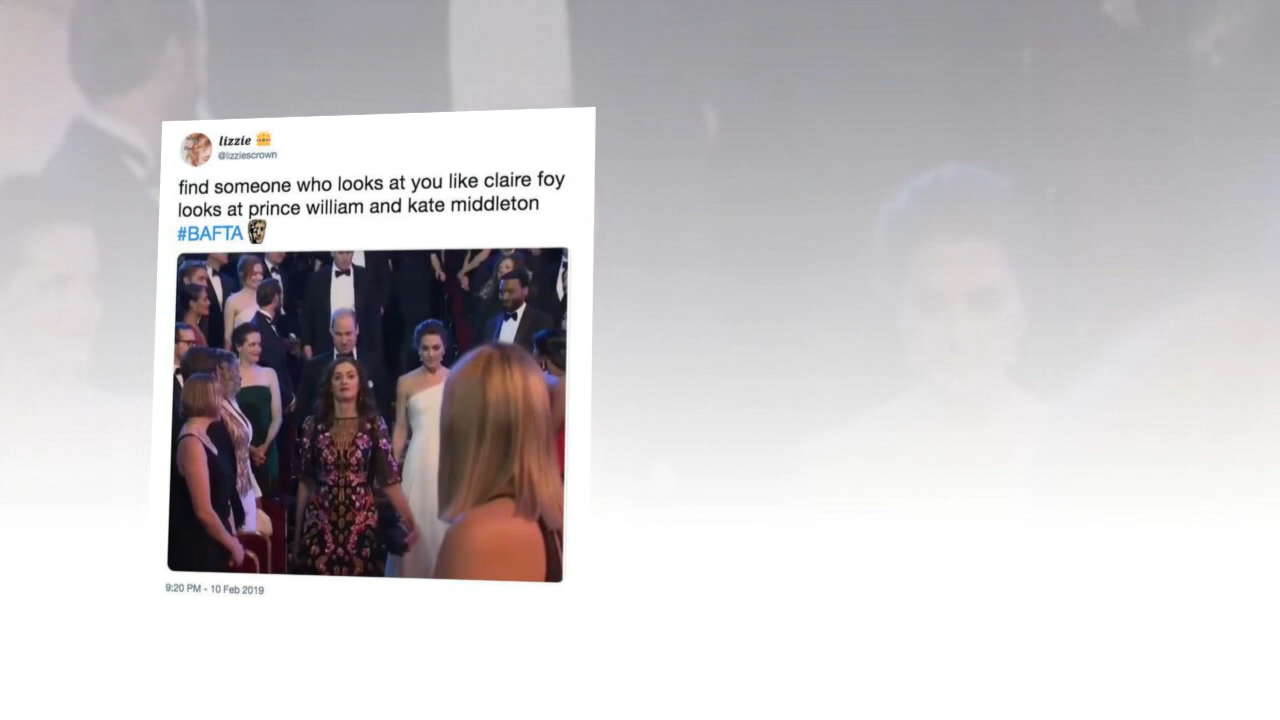 lizzie
@lizziescrown
find someone who looks at you like claire foy
looks at prince william and kate middleton
#BAFTA
9:20 PM - 10 Feb 2019